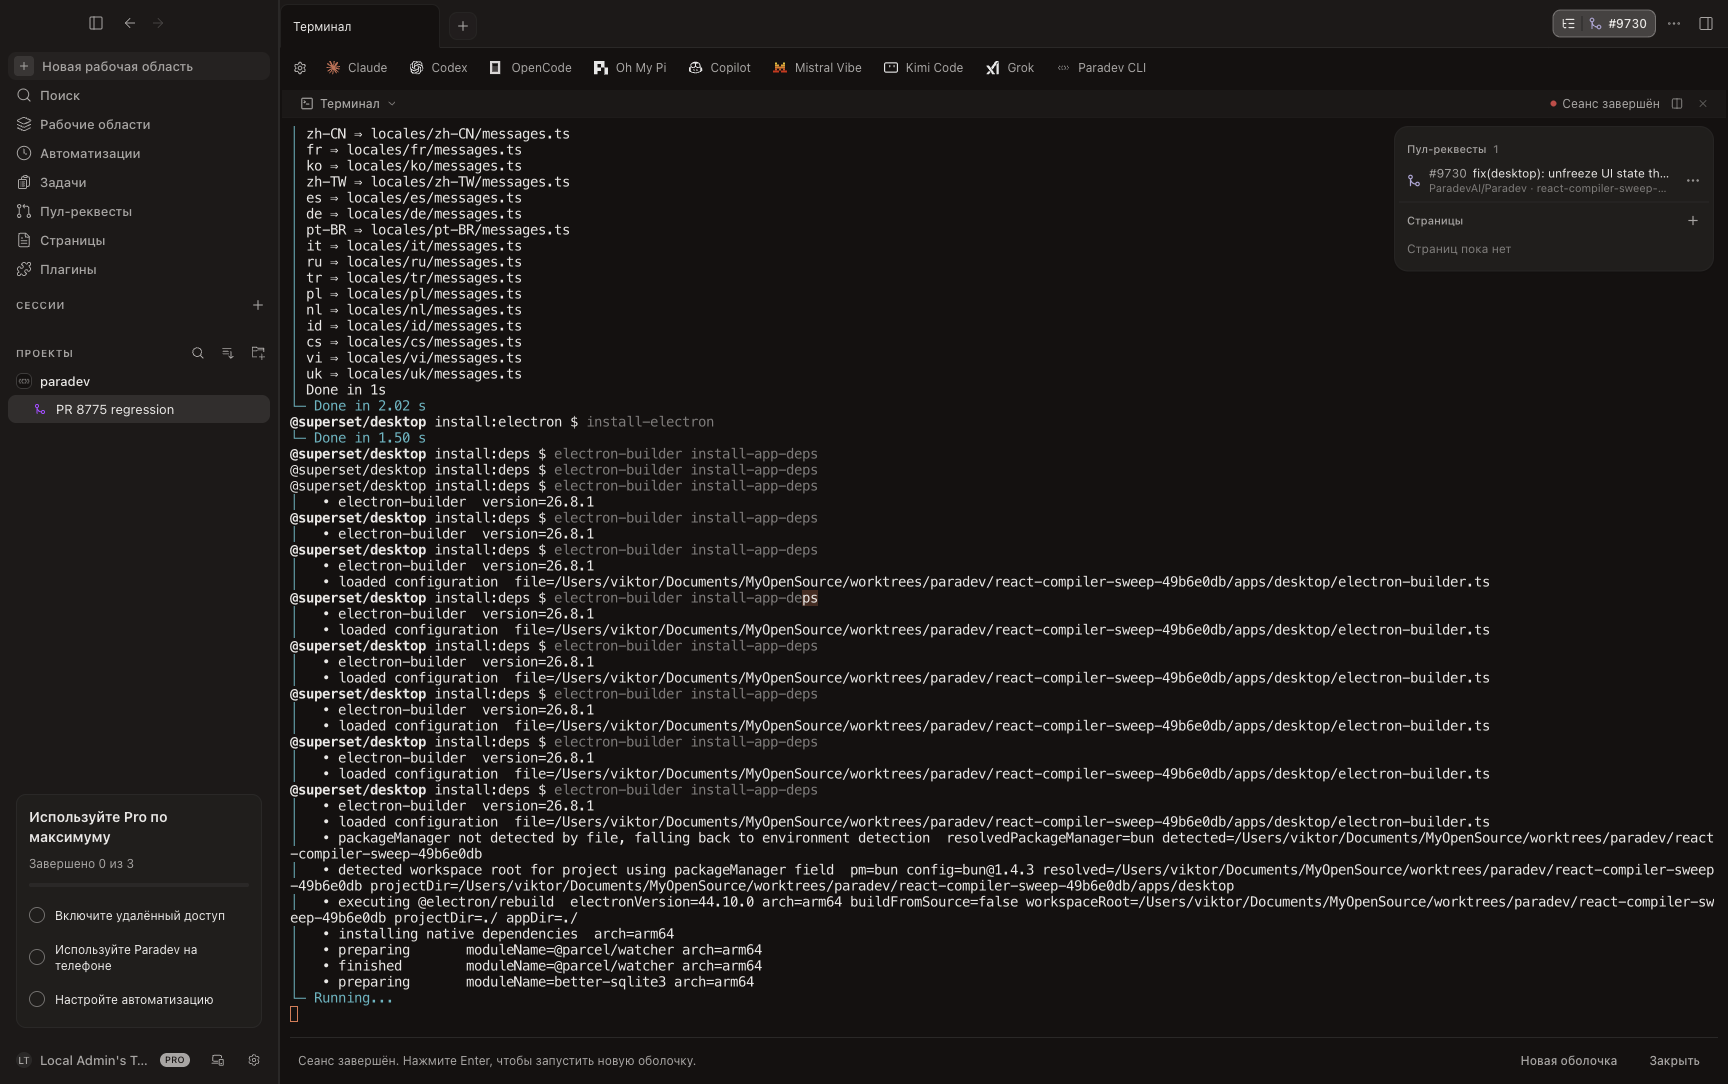 Новая рабочая область
Поиск
Рабочие области
Автоматизации
Задачи
Пул-реквесты
Страницы
Плагины
СЕССИИ
ПРОЕКТЫ
paradev
PR 8775 regression
Используйте Pro по
максимуму
Завершено 0 из 3
Включите удалённый доступ
Используйте Paradev на
телефоне
Настройте автоматизацию
LT Local Admin's T... PRO
Терминал
#9730
Claude Codex OpenCode Oh My Pi Copilot Mistral Vibe Kimi Code Grok Paradev CLI
Терминал
Сеанс завершён
zh-CN ⇒ locales/zh-CN/messages.ts
fr ⇒ locales/fr/messages.ts
ko ⇒ locales/ko/messages.ts
zh-TW ⇒ locales/zh-TW/messages.ts
es ⇒ locales/es/messages.ts
de ⇒ locales/de/messages.ts
pt-BR ⇒ locales/pt-BR/messages.ts
it ⇒ locales/it/messages.ts
ru ⇒ locales/ru/messages.ts
tr ⇒ locales/tr/messages.ts
pl ⇒ locales/pl/messages.ts
nl ⇒ locales/nl/messages.ts
id ⇒ locales/id/messages.ts
cs ⇒ locales/cs/messages.ts
vi ⇒ locales/vi/messages.ts
uk ⇒ locales/uk/messages.ts
Done in 1s
Done in 2.02 s
@superset/desktop install:electron $ install-electron
Done in 1.50 s
@superset/desktop install:deps $ electron-builder install-app-deps
@superset/desktop install:deps $ electron-builder install-app-deps
@superset/desktop install:deps $ electron-builder install-app-deps
• electron-builder  version=26.8.1
@superset/desktop install:deps $ electron-builder install-app-deps
• electron-builder  version=26.8.1
@superset/desktop install:deps $ electron-builder install-app-deps
• electron-builder  version=26.8.1
• loaded configuration  file=/Users/viktor/Documents/MyOpenSource/worktrees/paradev/react-compiler-sweep-49b6e0db/apps/desktop/electron-builder.ts
@superset/desktop install:deps $ electron-builder install-app-deps
• electron-builder  version=26.8.1
• loaded configuration  file=/Users/viktor/Documents/MyOpenSource/worktrees/paradev/react-compiler-sweep-49b6e0db/apps/desktop/electron-builder.ts
@superset/desktop install:deps $ electron-builder install-app-deps
• electron-builder  version=26.8.1
• loaded configuration  file=/Users/viktor/Documents/MyOpenSource/worktrees/paradev/react-compiler-sweep-49b6e0db/apps/desktop/electron-builder.ts
@superset/desktop install:deps $ electron-builder install-app-deps
• electron-builder  version=26.8.1
• loaded configuration  file=/Users/viktor/Documents/MyOpenSource/worktrees/paradev/react-compiler-sweep-49b6e0db/apps/desktop/electron-builder.ts
@superset/desktop install:deps $ electron-builder install-app-deps
• electron-builder  version=26.8.1
• loaded configuration  file=/Users/viktor/Documents/MyOpenSource/worktrees/paradev/react-compiler-sweep-49b6e0db/apps/desktop/electron-builder.ts
@superset/desktop install:deps $ electron-builder install-app-deps
• electron-builder  version=26.8.1
• loaded configuration  file=/Users/viktor/Documents/MyOpenSource/worktrees/paradev/react-compiler-sweep-49b6e0db/apps/desktop/electron-builder.ts
• packageManager not detected by file, falling back to environment detection  resolvedPackageManager=bun detected=/Users/viktor/Documents/MyOpenSource/worktrees/paradev/react
-compiler-sweep-49b6e0db
• detected workspace root for project using packageManager field  pm=bun config=bun@1.4.3 resolved=/Users/viktor/Documents/MyOpenSource/worktrees/paradev/react-compiler-sweep
-49b6e0db projectDir=/Users/viktor/Documents/MyOpenSource/worktrees/paradev/react-compiler-sweep-49b6e0db/apps/desktop
• executing @electron/rebuild  electronVersion=44.10.0 arch=arm64 buildFromSource=false workspaceRoot=/Users/viktor/Documents/MyOpenSource/worktrees/paradev/react-compiler-sw
eep-49b6e0db projectDir=./ appDir=./
• installing native dependencies  arch=arm64
• preparing       moduleName=@parcel/watcher arch=arm64
• finished        moduleName=@parcel/watcher arch=arm64
• preparing       moduleName=better-sqlite3 arch=arm64
Running...
Пул-реквесты 1
#9730 fix(desktop): unfreeze UI state th...
ParadevAI/Paradev · react-compiler-sweep-...
Страницы
Страниц пока нет
Сеанс завершён. Нажмите Enter, чтобы запустить новую оболочку.
Новая оболочка
Закрыть